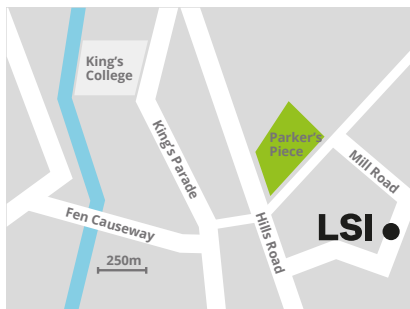 King's
College
King's Parade
Parker's
Piece
Mill Road
Fen Causeway
Hills Road
LSI
250m